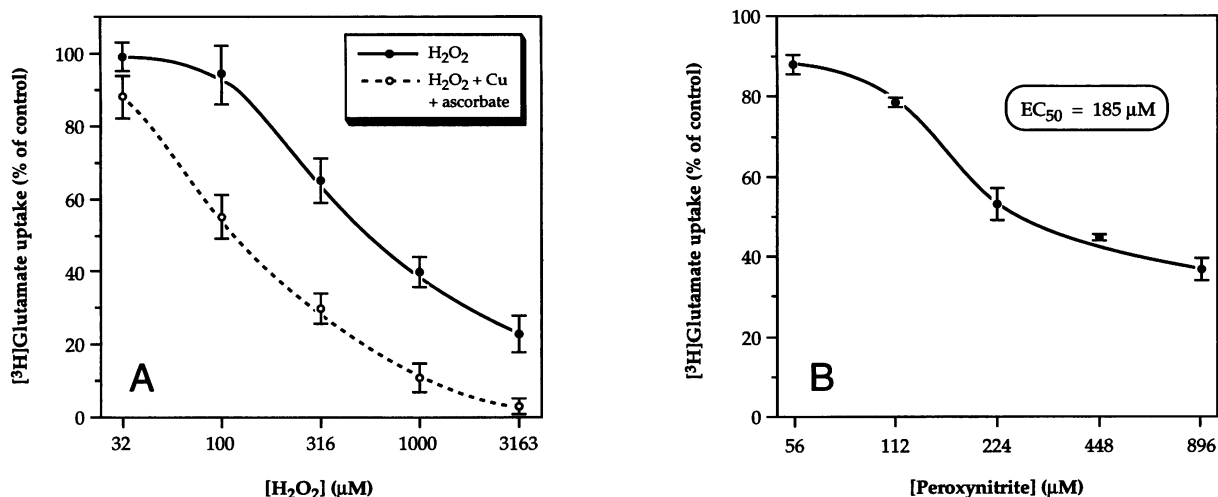 [³H]Glutamate uptake (% of control)
100
80
60
40
20
0
H₂O₂
H₂O₂ + Cu
+ ascorbate
A
32
100
316
1000
3163
[H₂O₂] (µM)
[³H]Glutamate uptake (% of control)
100
80
60
40
20
0
EC₅₀ = 185 µM
B
56
112
224
448
896
[Peroxynitrite] (µM)